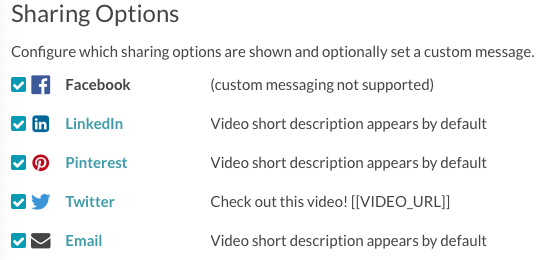 Sharing Options
Configure which sharing options are shown and optionally set a custom message.
Facebook (custom messaging not supported)
LinkedIn Video short description appears by default
Pinterest Video short description appears by default
Twitter Check out this video! [[VIDEO_URL]]
Email Video short description appears by default